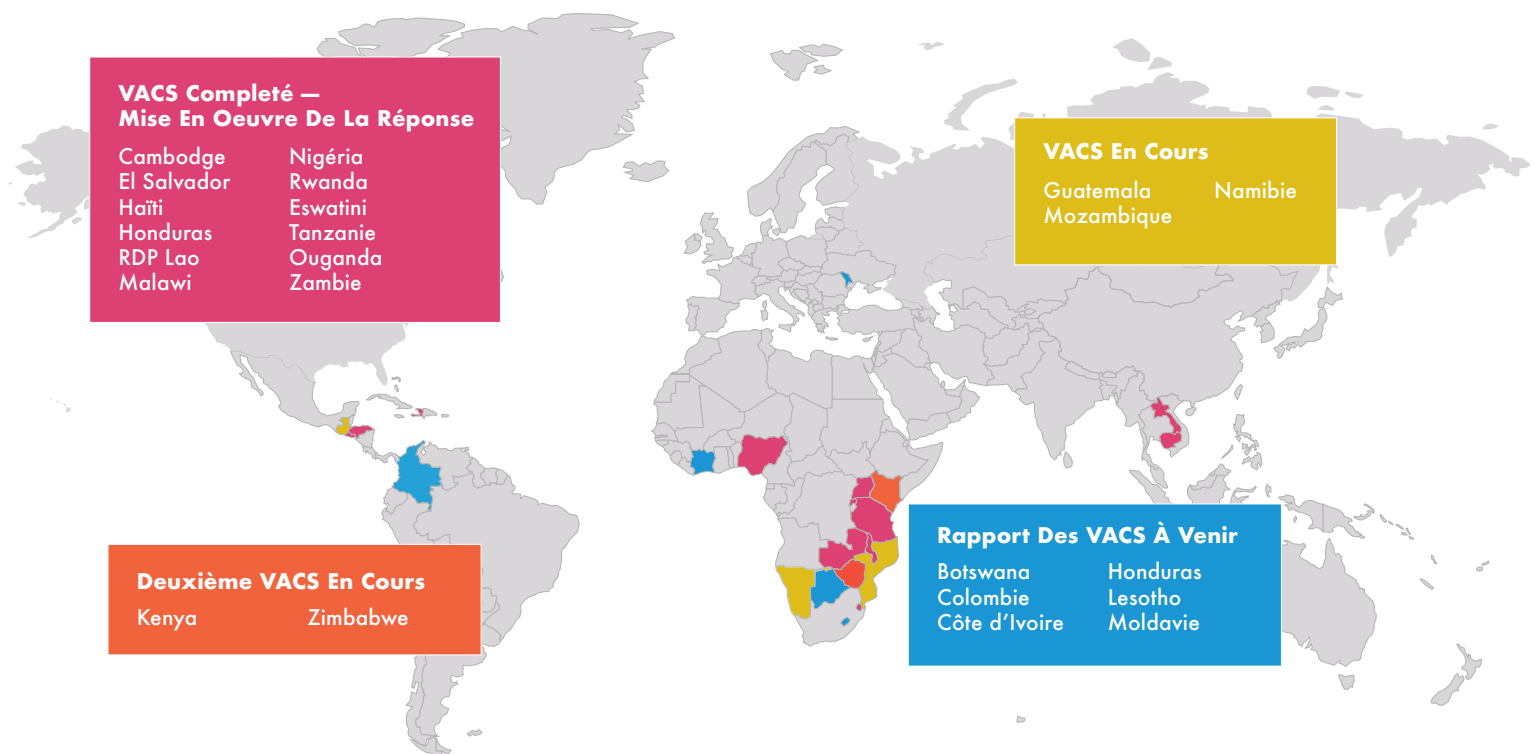 VACS Completé —
Mise En Oeuvre De La Réponse
Cambodge Nigéria
El Salvador Rwanda
Haïti Eswatini
Honduras Tanzanie
RDP Lao Ouganda
Malawi Zambie
VACS En Cours
Guatemala Namibie
Mozambique
Deuxième VACS En Cours
Kenya Zimbabwe
Rapport Des VACS À Venir
Botswana Honduras
Colombie Lesotho
Côte d’Ivoire Moldavie